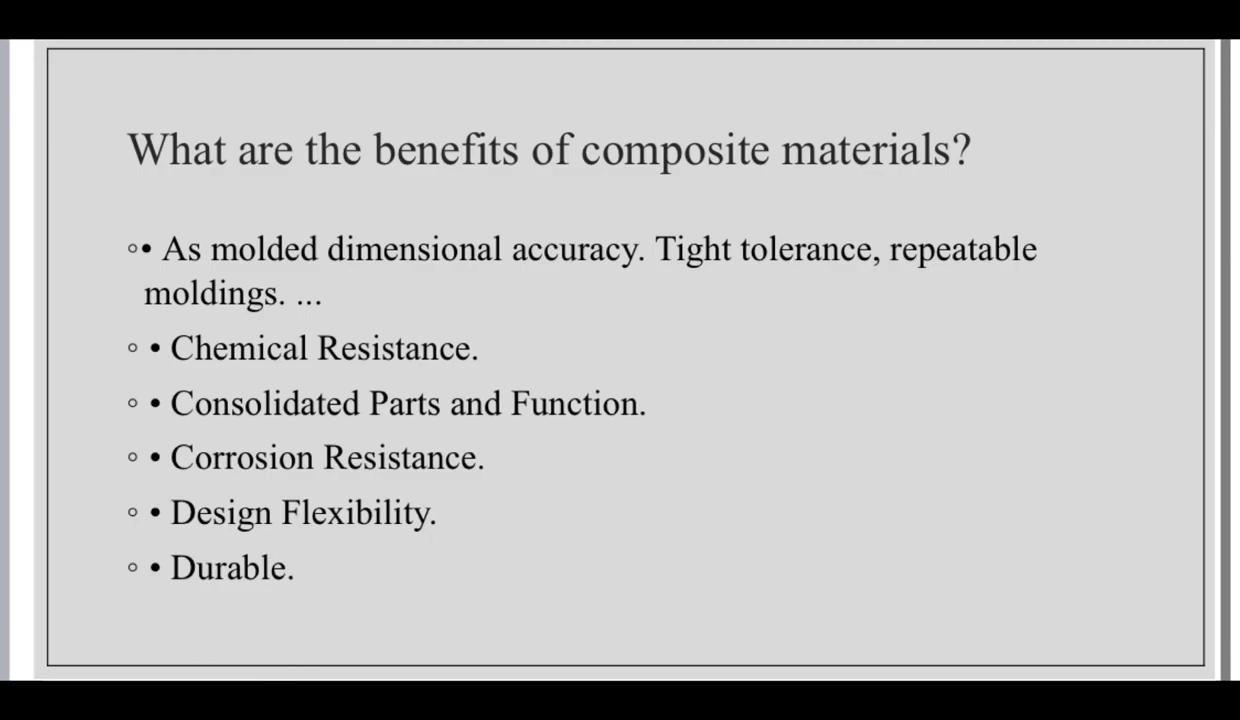 What are the benefits of composite materials?
◦• As molded dimensional accuracy. Tight tolerance, repeatable
moldings. ...
◦ • Chemical Resistance.
◦ • Consolidated Parts and Function.
◦ • Corrosion Resistance.
◦ • Design Flexibility.
◦ • Durable.